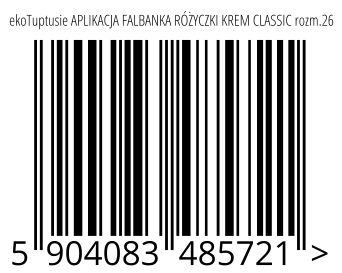 ekoTuptusie APLIKACJA FALBANKA RÓŻYCZKI KREM CLASSIC rozm.26
5 904083 485721 >